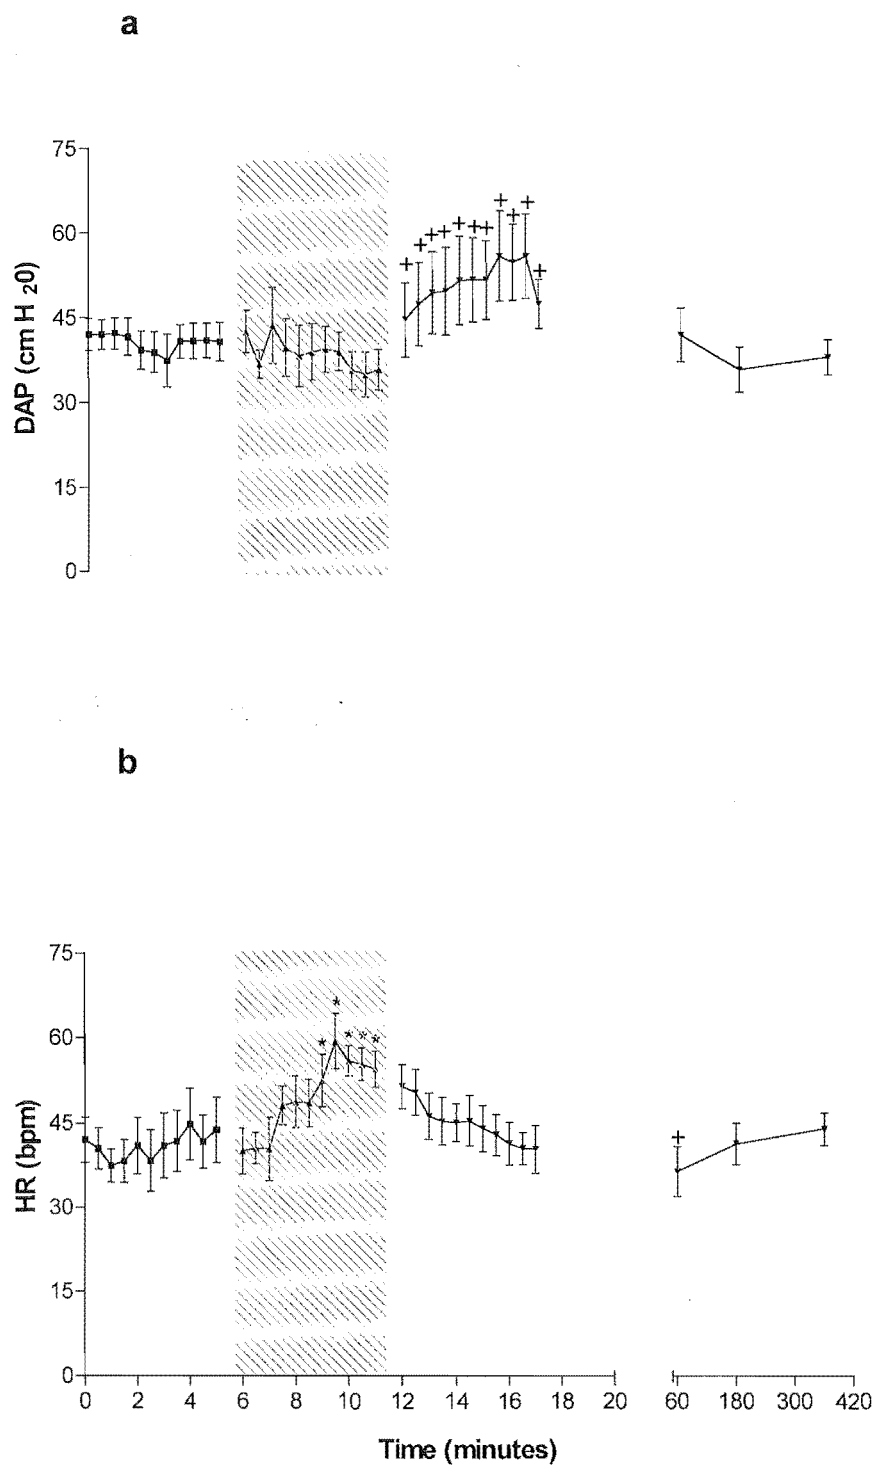 a
75
60
45
30
15
0
DAP (cm H 20)
+ + + + + + + + + + +
b
75
60
45
30
15
0
HR (bpm)
* * * * *
+
0 2 4 6 8 10 12 14 16 18 20 60 180 300 420
Time (minutes)